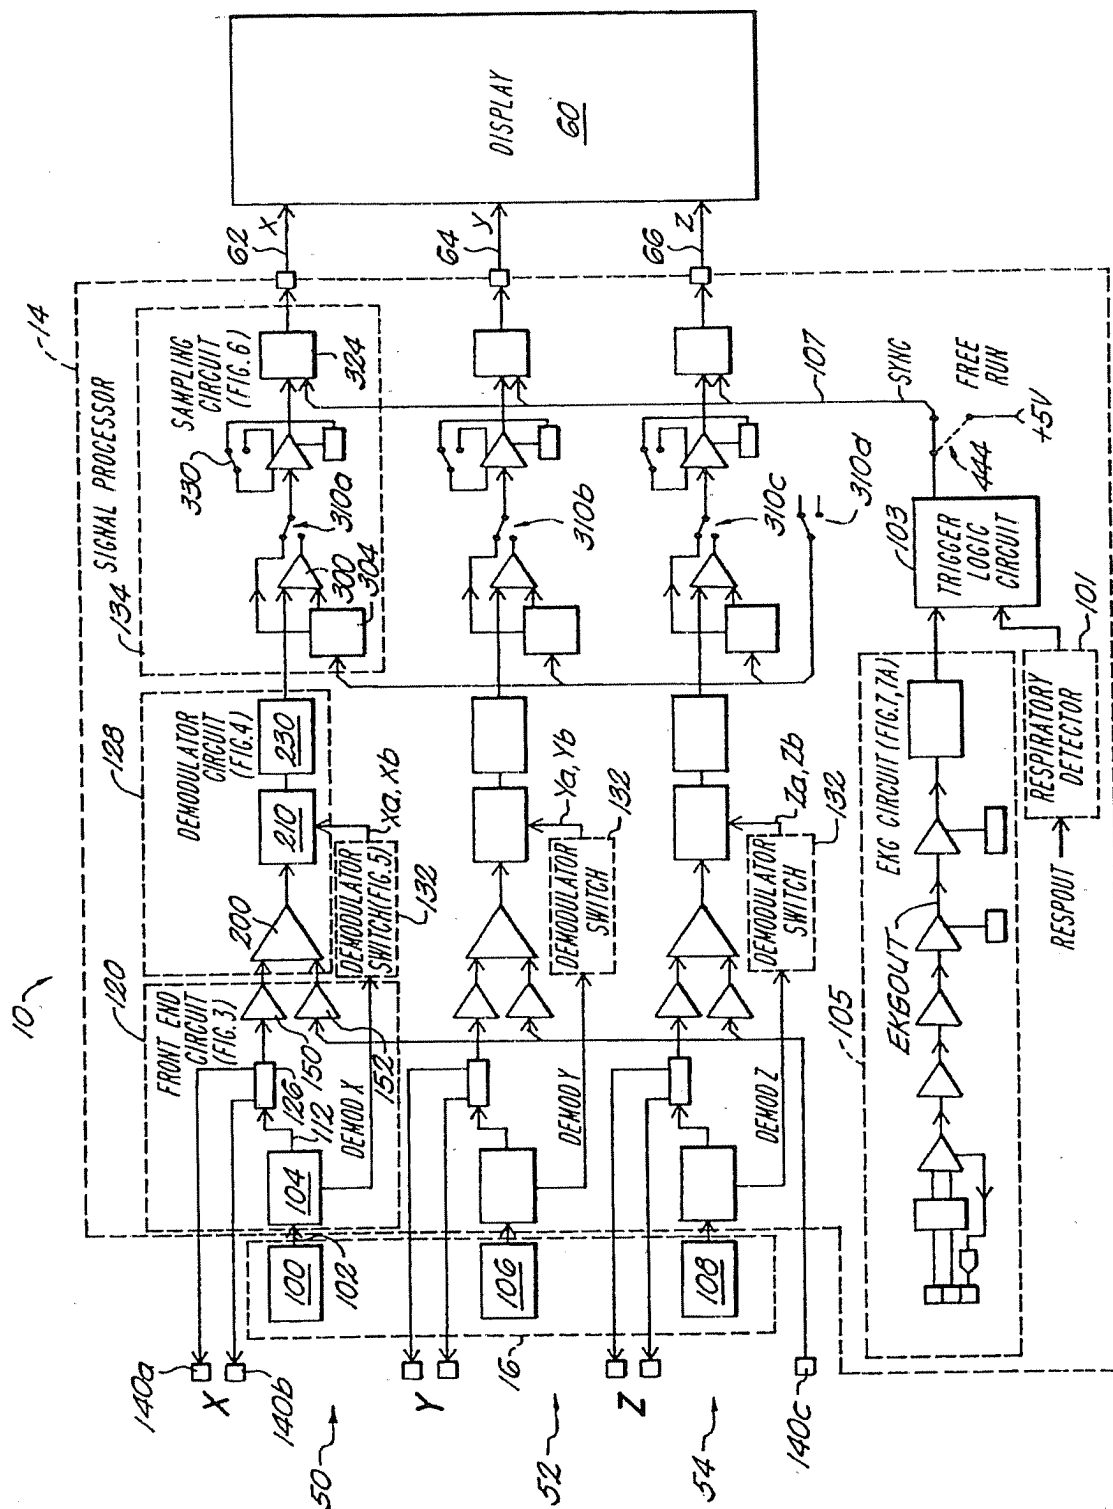 10
14
SIGNAL PROCESSOR
134
SAMPLING
CIRCUIT
(FIG. 6)
128
DEMODULATOR
CIRCUIT
(FIG.4)
120
FRONT END
CIRCUIT
(FIG.3)
140a
X
140b
50
100
102
104
112
126
150
152
DEMOD X
200
210
230
DEMODULATOR
SWITCH(FIG.5)
132
Xa, Xb
300
304
310a
330
324
62
X
DISPLAY
60
Y
52
106
16
DEMOD Y
DEMODULATOR
SWITCH
132
Ya, Yb
310b
64
Y
Z
54
140c
108
DEMOD Z
DEMODULATOR
SWITCH
132
Za, Zb
310c
310d
66
Z
107
SYNC
FREE
RUN
+5V
444
103
TRIGGER
LOGIC
CIRCUIT
101
RESPIRATORY
DETECTOR
RESPOUT
105
EKGOUT
EKG CIRCUIT (FIG.7,7A)